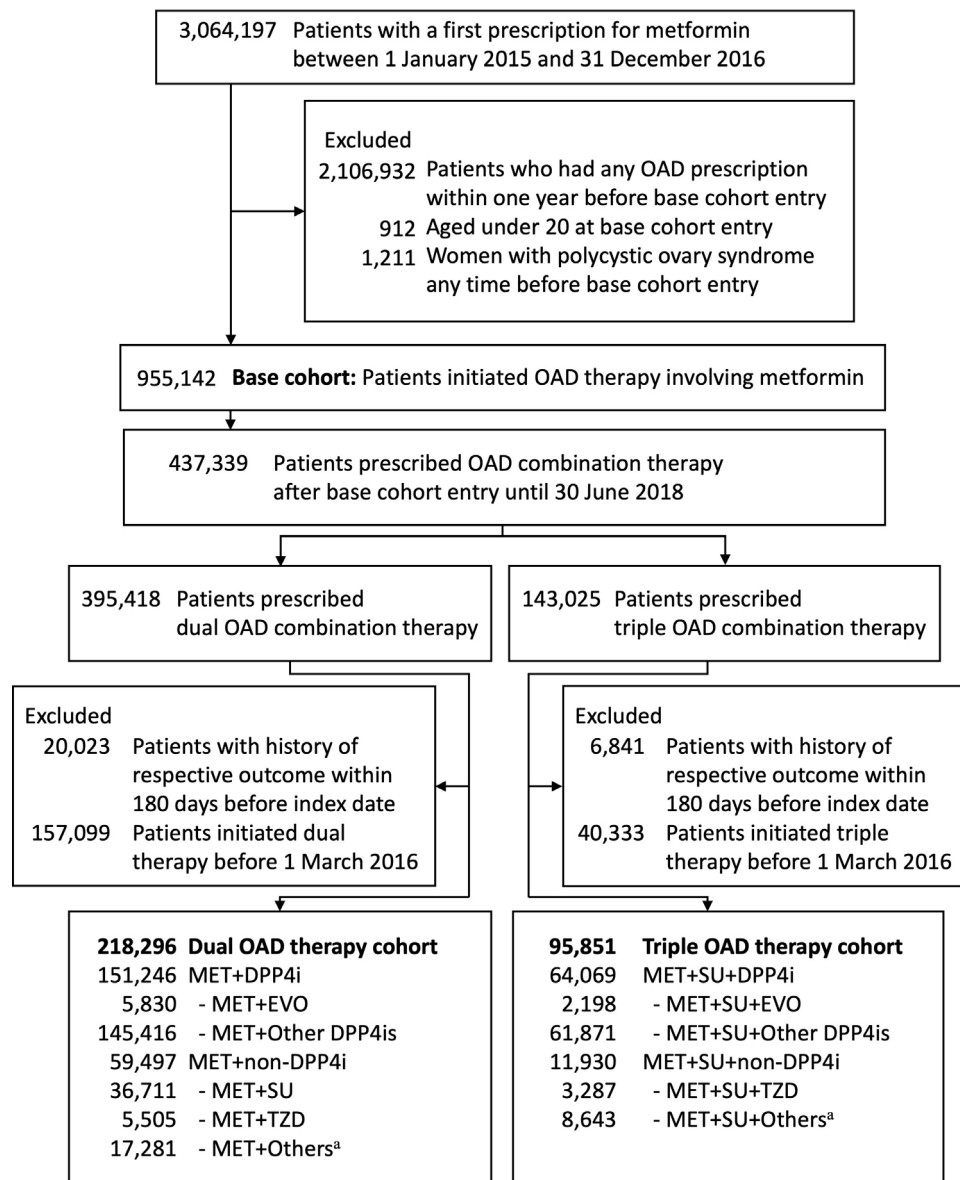 3,064,197 Patients with a first prescription for metformin
between 1 January 2015 and 31 December 2016
Excluded
2,106,932 Patients who had any OAD prescription
within one year before base cohort entry
912 Aged under 20 at base cohort entry
1,211 Women with polycystic ovary syndrome
any time before base cohort entry
955,142 Base cohort: Patients initiated OAD therapy involving metformin
437,339 Patients prescribed OAD combination therapy
after base cohort entry until 30 June 2018
395,418 Patients prescribed
dual OAD combination therapy
143,025 Patients prescribed
triple OAD combination therapy
Excluded
20,023 Patients with history of
respective outcome within
180 days before index date
157,099 Patients initiated dual
therapy before 1 March 2016
Excluded
6,841 Patients with history of
respective outcome within
180 days before index date
40,333 Patients initiated triple
therapy before 1 March 2016
218,296 Dual OAD therapy cohort
151,246 MET+DPP4i
5,830 - MET+EVO
145,416 - MET+Other DPP4is
59,497 MET+non-DPP4i
36,711 - MET+SU
5,505 - MET+TZD
17,281 - MET+Othersᵃ
95,851 Triple OAD therapy cohort
64,069 MET+SU+DPP4i
2,198 - MET+SU+EVO
61,871 - MET+SU+Other DPP4is
11,930 MET+SU+non-DPP4i
3,287 - MET+SU+TZD
8,643 - MET+SU+Othersᵃ